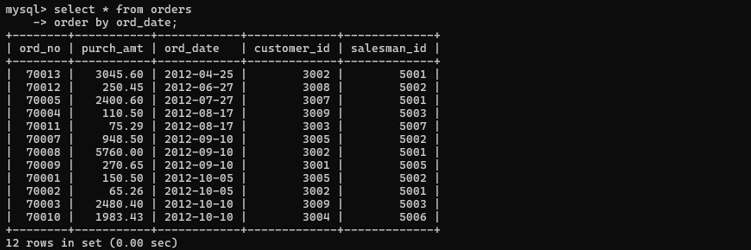 mysql> select * from orders
    -> order by ord_date;
+--------+-----------+------------+-------------+-------------+
| ord_no | purch_amt | ord_date   | customer_id | salesman_id |
+--------+-----------+------------+-------------+-------------+
|  70013 |   3045.60 | 2012-04-25 |        3002 |        5001 |
|  70012 |    250.45 | 2012-06-27 |        3008 |        5002 |
|  70005 |   2400.60 | 2012-07-27 |        3007 |        5001 |
|  70004 |    110.50 | 2012-08-17 |        3009 |        5003 |
|  70011 |     75.29 | 2012-08-17 |        3003 |        5007 |
|  70007 |    948.50 | 2012-09-10 |        3005 |        5002 |
|  70008 |   5760.00 | 2012-09-10 |        3002 |        5001 |
|  70009 |    270.65 | 2012-09-10 |        3001 |        5005 |
|  70001 |    150.50 | 2012-10-05 |        3005 |        5002 |
|  70002 |     65.26 | 2012-10-05 |        3002 |        5001 |
|  70003 |   2480.40 | 2012-10-10 |        3009 |        5003 |
|  70010 |   1983.43 | 2012-10-10 |        3004 |        5006 |
+--------+-----------+------------+-------------+-------------+
12 rows in set (0.00 sec)